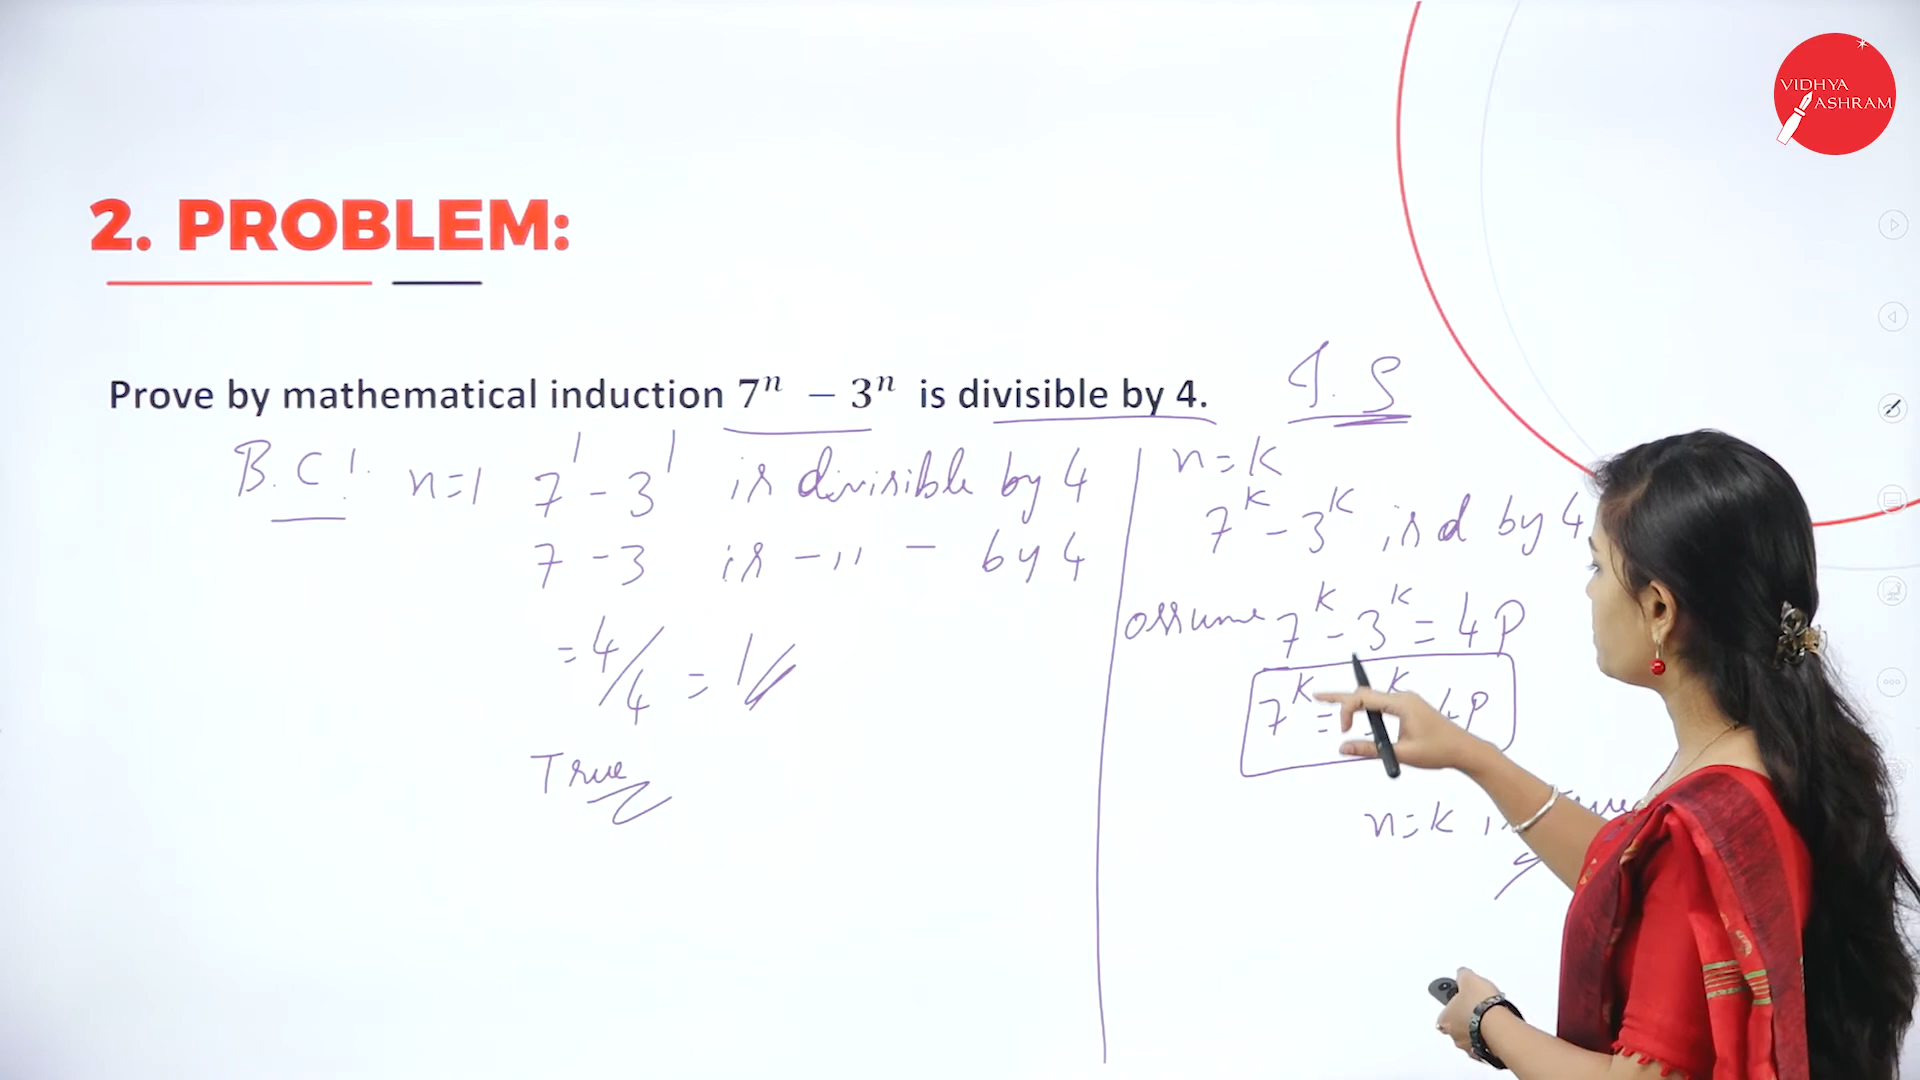 VIDHYA
ASHRAM
2. PROBLEM:
Prove by mathematical induction 7ⁿ − 3ⁿ is divisible by 4.
B.C!. n=1 7¹ - 3¹ is divisible by 4
7 - 3 is -〃- by 4
= 4/4 = 1
True
I.S
n=k
7ᵏ - 3ᵏ is d by 4
assume 7ᵏ - 3ᵏ = 4P
7ᵏ = 4P
n=k